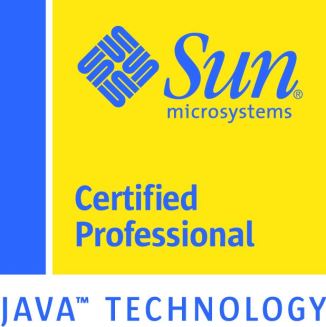 Sun®
microsystems
Certified
Professional
JAVA™ TECHNOLOGY